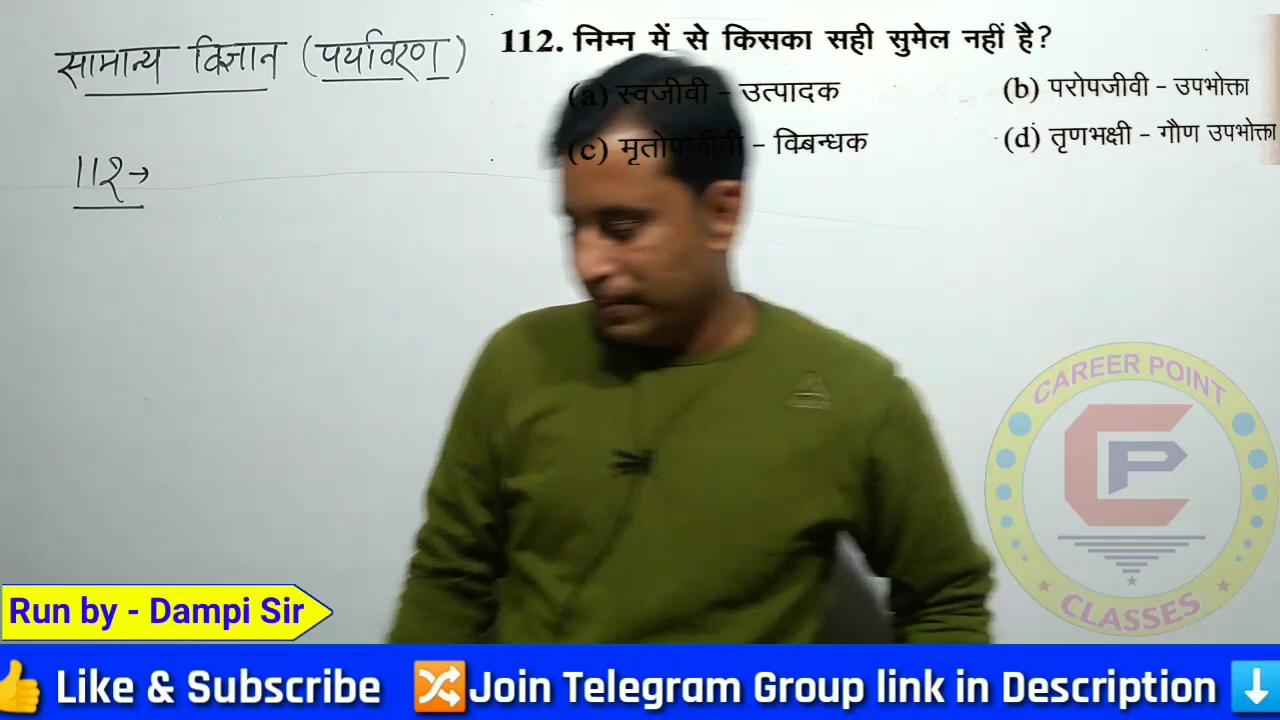 सामान्य विज्ञान (पर्यावरण)
112→
112. निम्न में से किसका सही सुमेल नहीं है?
(a) स्वजीवी - उत्पादक
(b) परोपजीवी - उपभोक्ता
(c) मृतोपजीवी - विबन्धक
(d) तृणभक्षी - गौण उपभोक्ता
CAREER POINT
CP
CLASSES
Run by - Dampi Sir
Like & Subscribe
Join Telegram Group link in Description